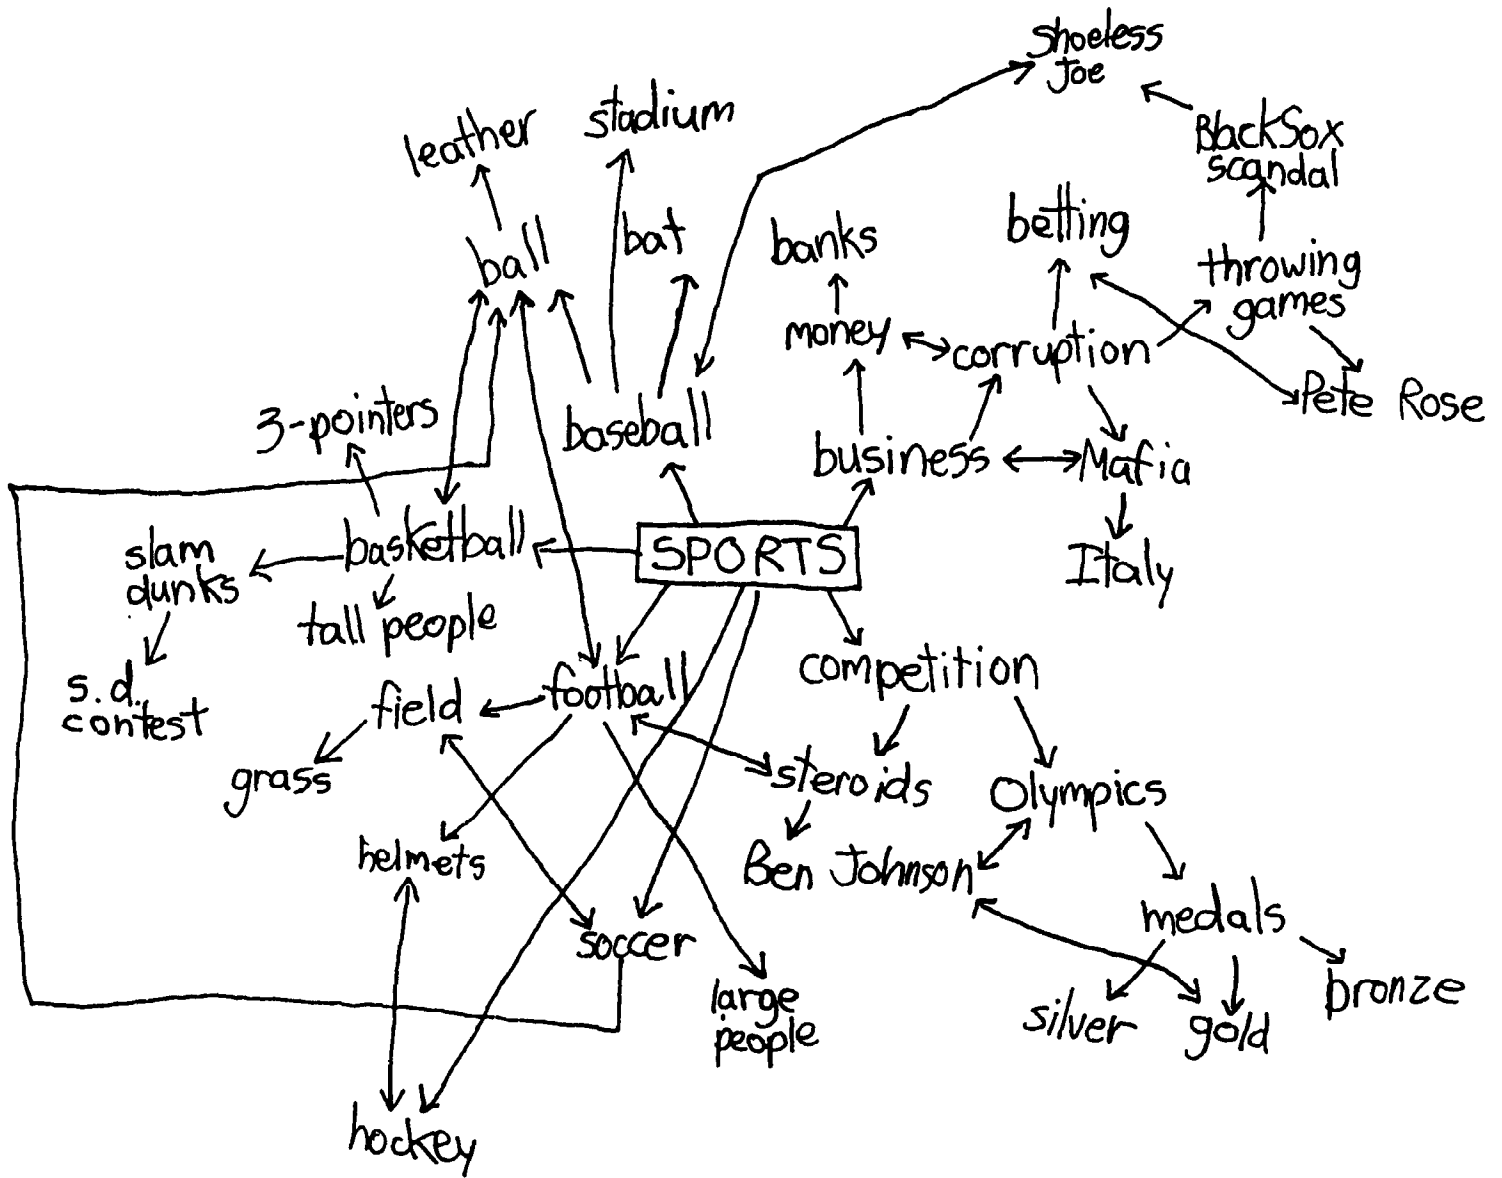 Shoeless
Joe
stadium
leather
BlackSox
scandal
betting
bat
banks
ball
throwing
games
money
corruption
Pete Rose
3-pointers
baseball
business
Mafia
slam
dunks
basketball
SPORTS
Italy
tall people
competition
s.d.
contest
field
football
grass
steroids
Olympics
helmets
Ben Johnson
medals
soccer
large
people
silver
gold
bronze
hockey